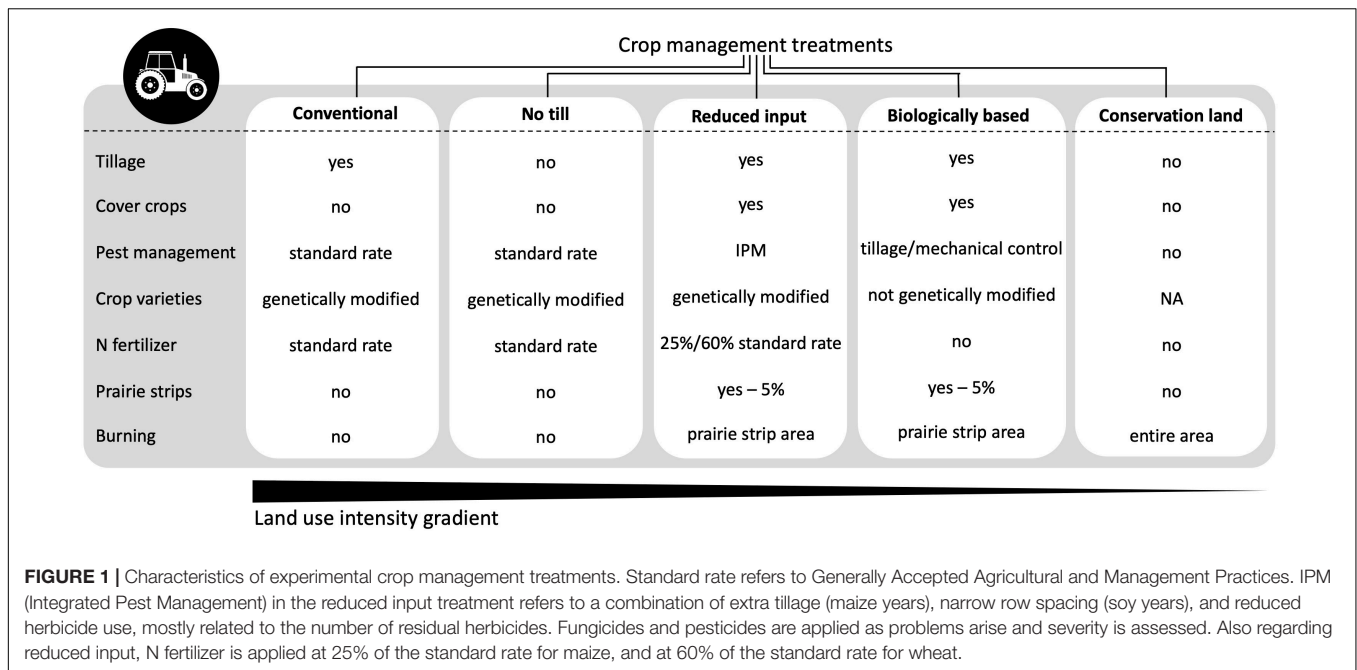 Crop management treatments
Conventional No till Reduced input Biologically based Conservation land
Tillage yes no yes yes no
Cover crops no no yes yes no
Pest management standard rate standard rate IPM tillage/mechanical control no
Crop varieties genetically modified genetically modified genetically modified not genetically modified NA
N fertilizer standard rate standard rate 25%/60% standard rate no no
Prairie strips no no yes – 5% yes – 5% no
Burning no no prairie strip area prairie strip area entire area
Land use intensity gradient
FIGURE 1 | Characteristics of experimental crop management treatments. Standard rate refers to Generally Accepted Agricultural and Management Practices. IPM
(Integrated Pest Management) in the reduced input treatment refers to a combination of extra tillage (maize years), narrow row spacing (soy years), and reduced
herbicide use, mostly related to the number of residual herbicides. Fungicides and pesticides are applied as problems arise and severity is assessed. Also regarding
reduced input, N fertilizer is applied at 25% of the standard rate for maize, and at 60% of the standard rate for wheat.